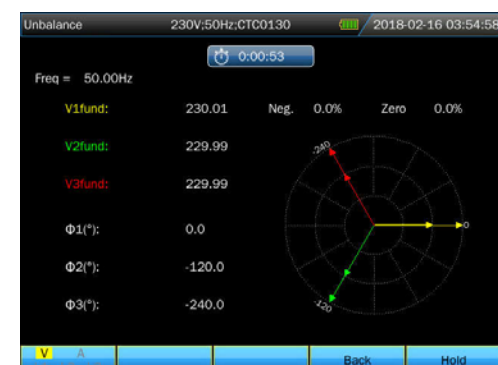 Unbalance 230V;50Hz;CTC0130 2018-02-16 03:54:58
0:00:53
Freq = 50.00Hz
V1fund: 230.01 Neg. 0.0% Zero 0.0%
V2fund: 229.99
-240
V3fund: 229.99
Φ1(°): 0.0
0
Φ2(°): -120.0
Φ3(°): -240.0
-120
V A Back Hold